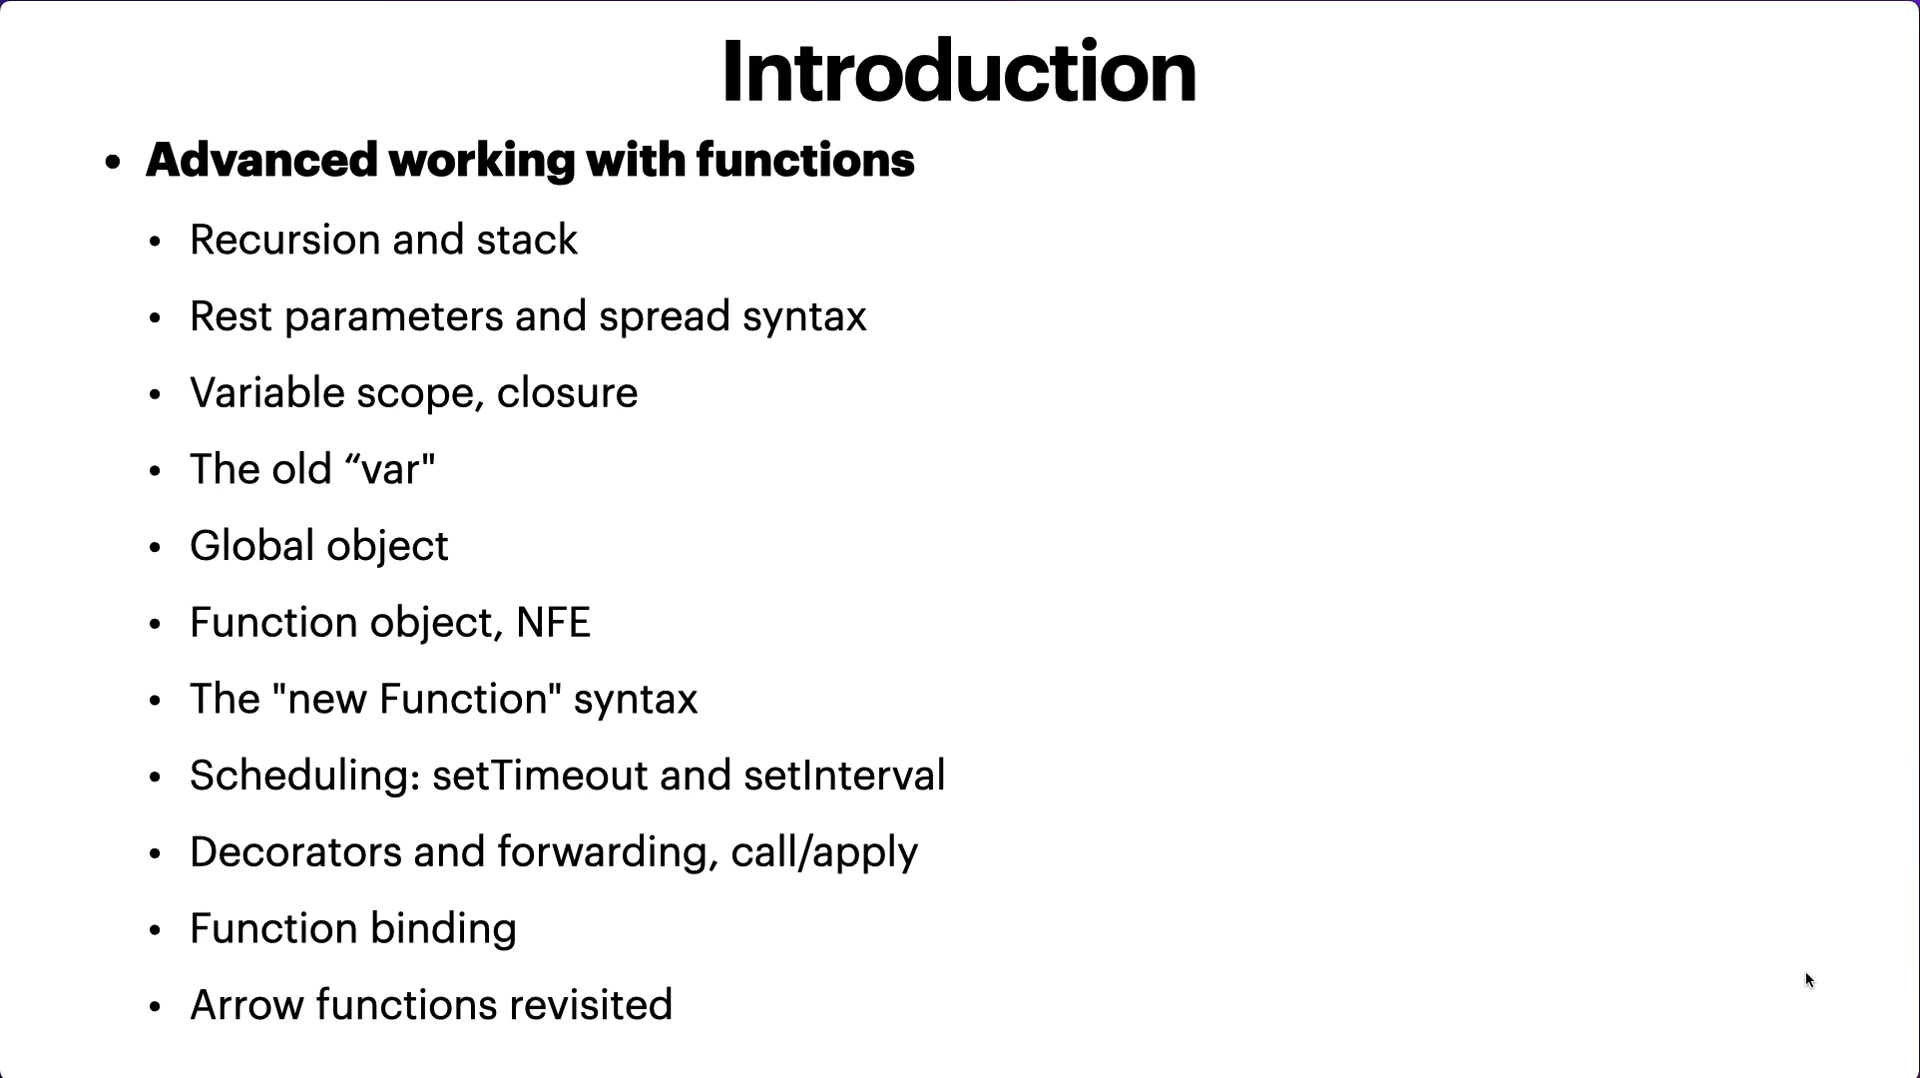 Introduction
• Advanced working with functions
• Recursion and stack
• Rest parameters and spread syntax
• Variable scope, closure
• The old “var"
• Global object
• Function object, NFE
• The "new Function" syntax
• Scheduling: setTimeout and setInterval
• Decorators and forwarding, call/apply
• Function binding
• Arrow functions revisited